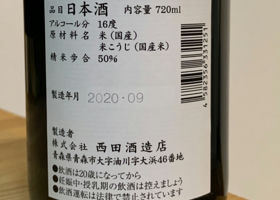 品目 日本酒 内容量 720ml
アルコール分 16度
原材料名 米(国産)
米こうじ(国産米)
精米歩合 50%
製造年月 2020.09
製造者
株式会社 西田酒造店
青森県青森市大字油川字大浜46番地
●飲酒は20歳になってから
●妊娠中・授乳期の飲酒は控えましょう
●飲酒運転は法律で禁止されてい
4582356331251